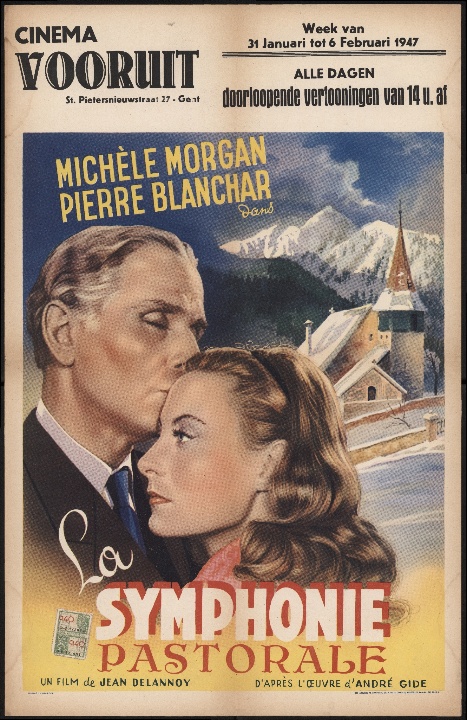 CINEMA
VOORUIT
St. Pietersnieuwstraat 27 - Gent
Week van
31 Januari tot 6 Februari 1947
ALLE DAGEN
doorloopende vertooningen van 14 u. af
MICHÈLE MORGAN
PIERRE BLANCHAR
dans
La
SYMPHONIE
PASTORALE
UN FILM de JEAN DELANNOY
D'APRÈS L'ŒUVRE d'ANDRÉ GIDE